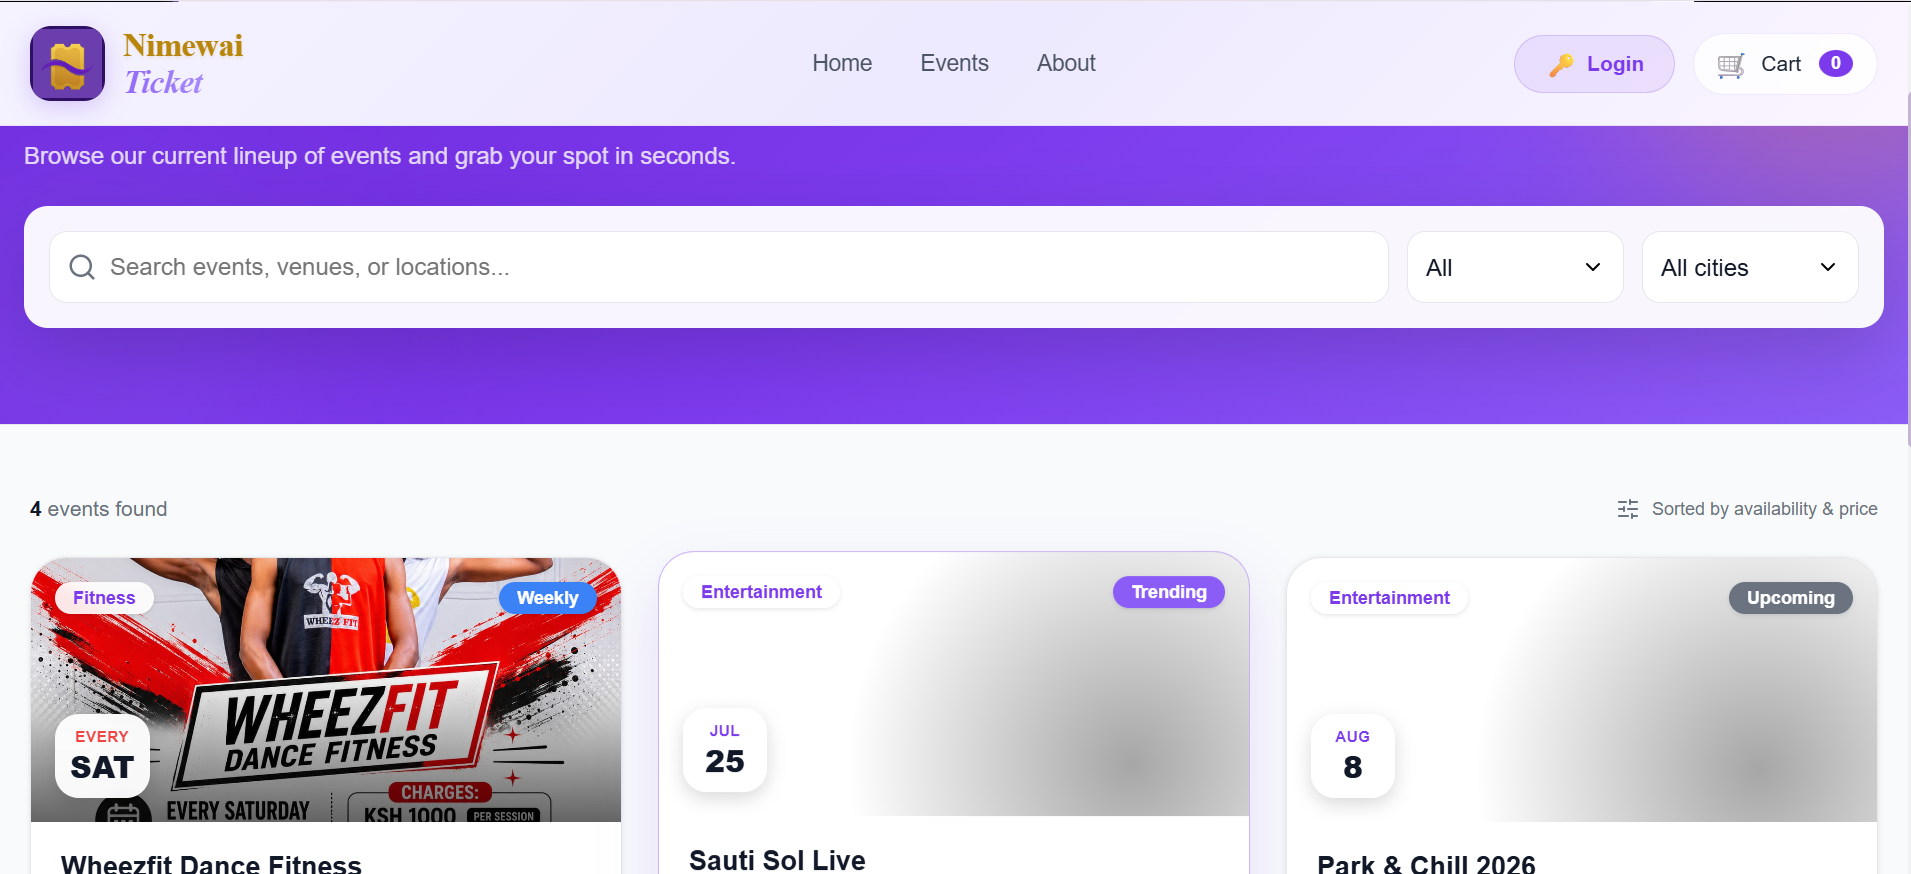 Nimewai
Ticket
Home
Events
About
Login
Cart
0
Browse our current lineup of events and grab your spot in seconds.
Search events, venues, or locations...
All
All cities
4 events found
Sorted by availability & price
Fitness
Weekly
WHEEZ FIT
WHEEZFIT
DANCE FITNESS
EVERY
SAT
EVERY SATURDAY
CHARGES:
KSH 1000 PER SESSION
Wheezfit Dance Fitness
Entertainment
Trending
JUL
25
Sauti Sol Live
Entertainment
Upcoming
AUG
8
Park & Chill 2026